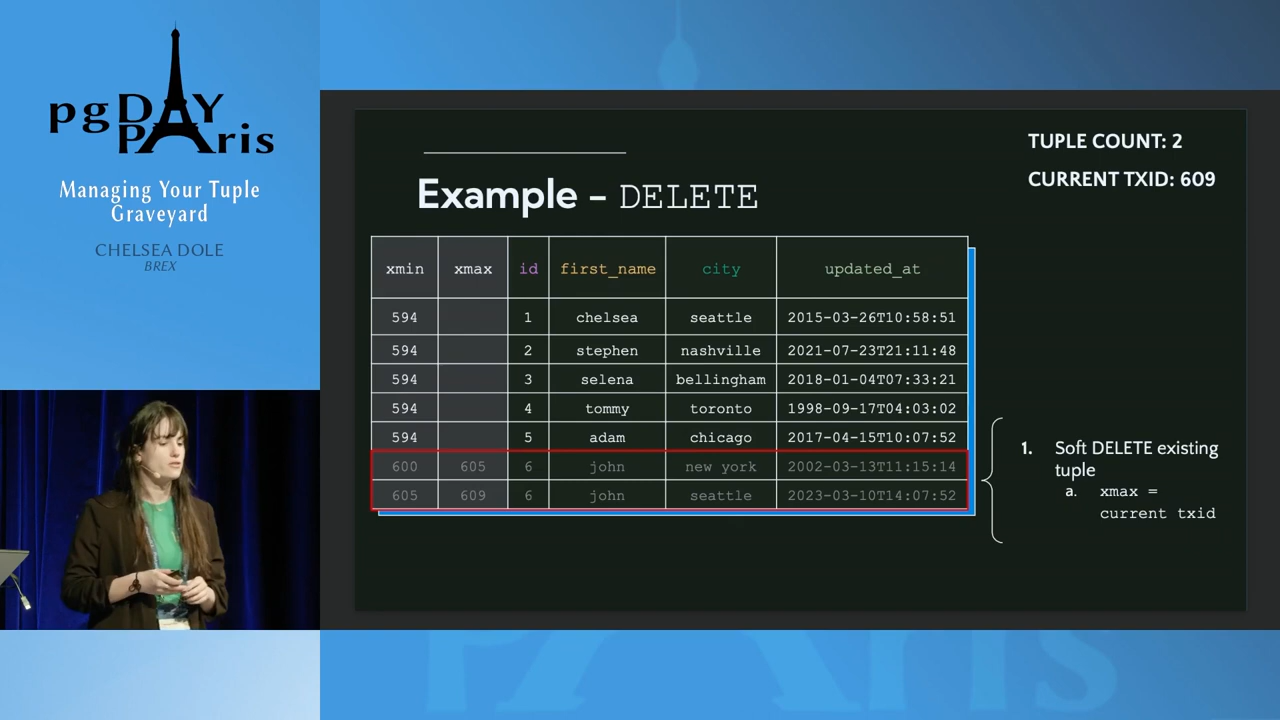 pgDAY
PAris
Managing Your Tuple
Graveyard
CHELSEA DOLE
BREX
TUPLE COUNT: 2
CURRENT TXID: 609
Example – DELETE
xmin xmax id first_name city updated_at
594 1 chelsea seattle 2015-03-26T10:58:51
594 2 stephen nashville 2021-07-23T21:11:48
594 3 selena bellingham 2018-01-04T07:33:21
594 4 tommy toronto 1998-09-17T04:03:02
594 5 adam chicago 2017-04-15T10:07:52
600 605 6 john new york 2002-03-13T11:15:14
605 609 6 john seattle 2023-03-10T14:07:52
1. Soft DELETE existing
tuple
a. xmax =
current txid